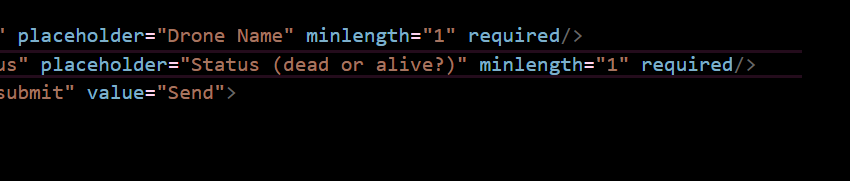 " placeholder="Drone Name" minlength="1" required/>
us" placeholder="Status (dead or alive?)" minlength="1" required/>
submit" value="Send">